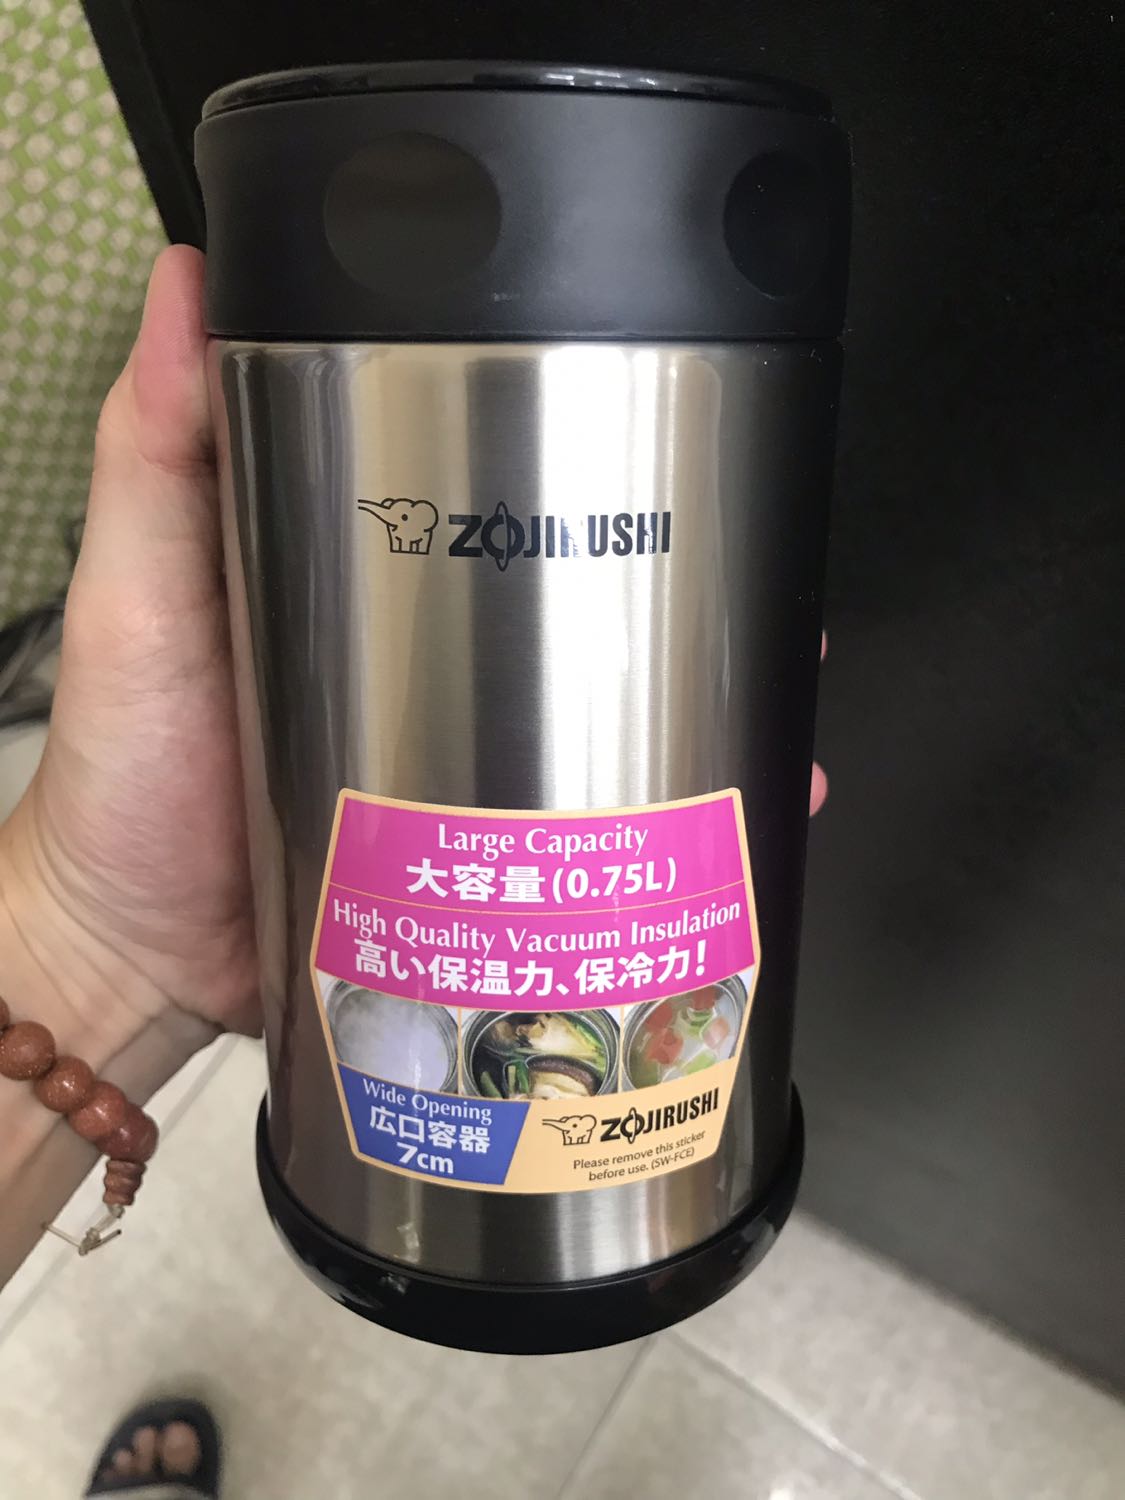 ZOJIRUSHI
Large Capacity
大容量(0.75L)
High Quality Vacuum Insulation
高い保温力、保冷力!
Wide Opening
広口容器
7cm
ZOJIRUSHI
Please remove this sticker
before use. (SW-FCE)